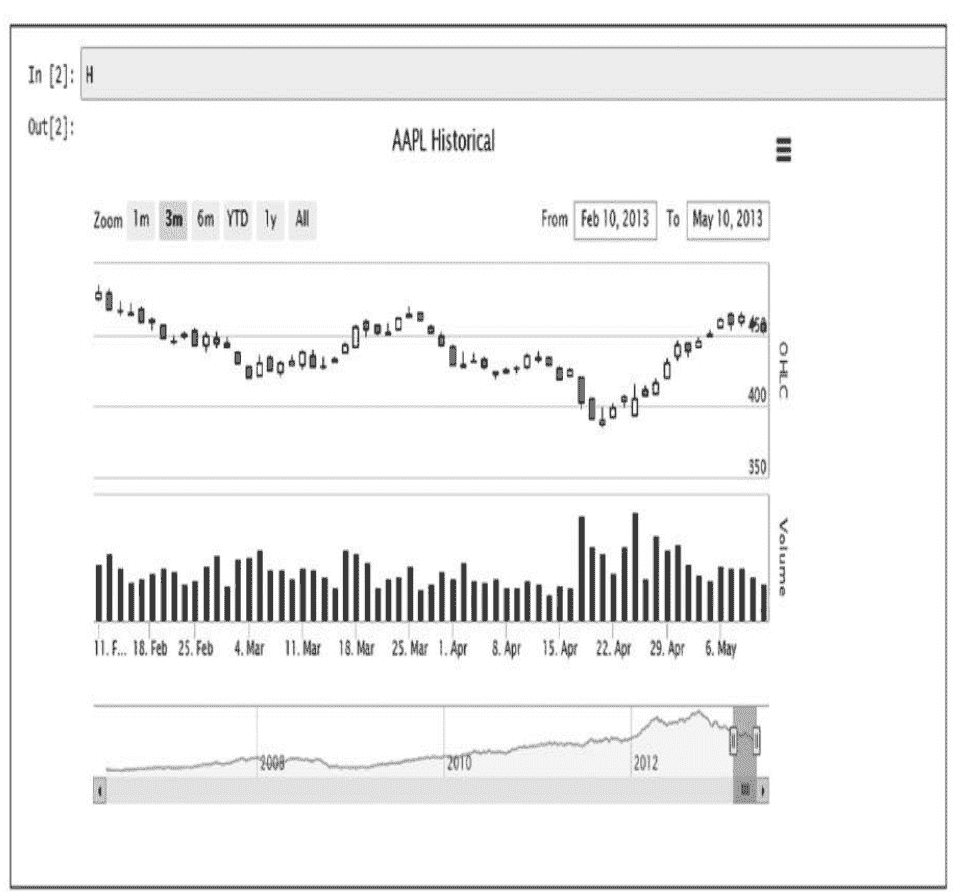 In [2]: H
Out[2]:
AAPL Historical
Zoom 1m 3m 6m YTD 1y All From Feb 10, 2013 To May 10, 2013
450
400
350
OHLC
Volume
11. F... 18. Feb 25. Feb 4. Mar 11. Mar 18. Mar 25. Mar 1. Apr 8. Apr 15. Apr 22. Apr 29. Apr 6. May
2008 2010 2012